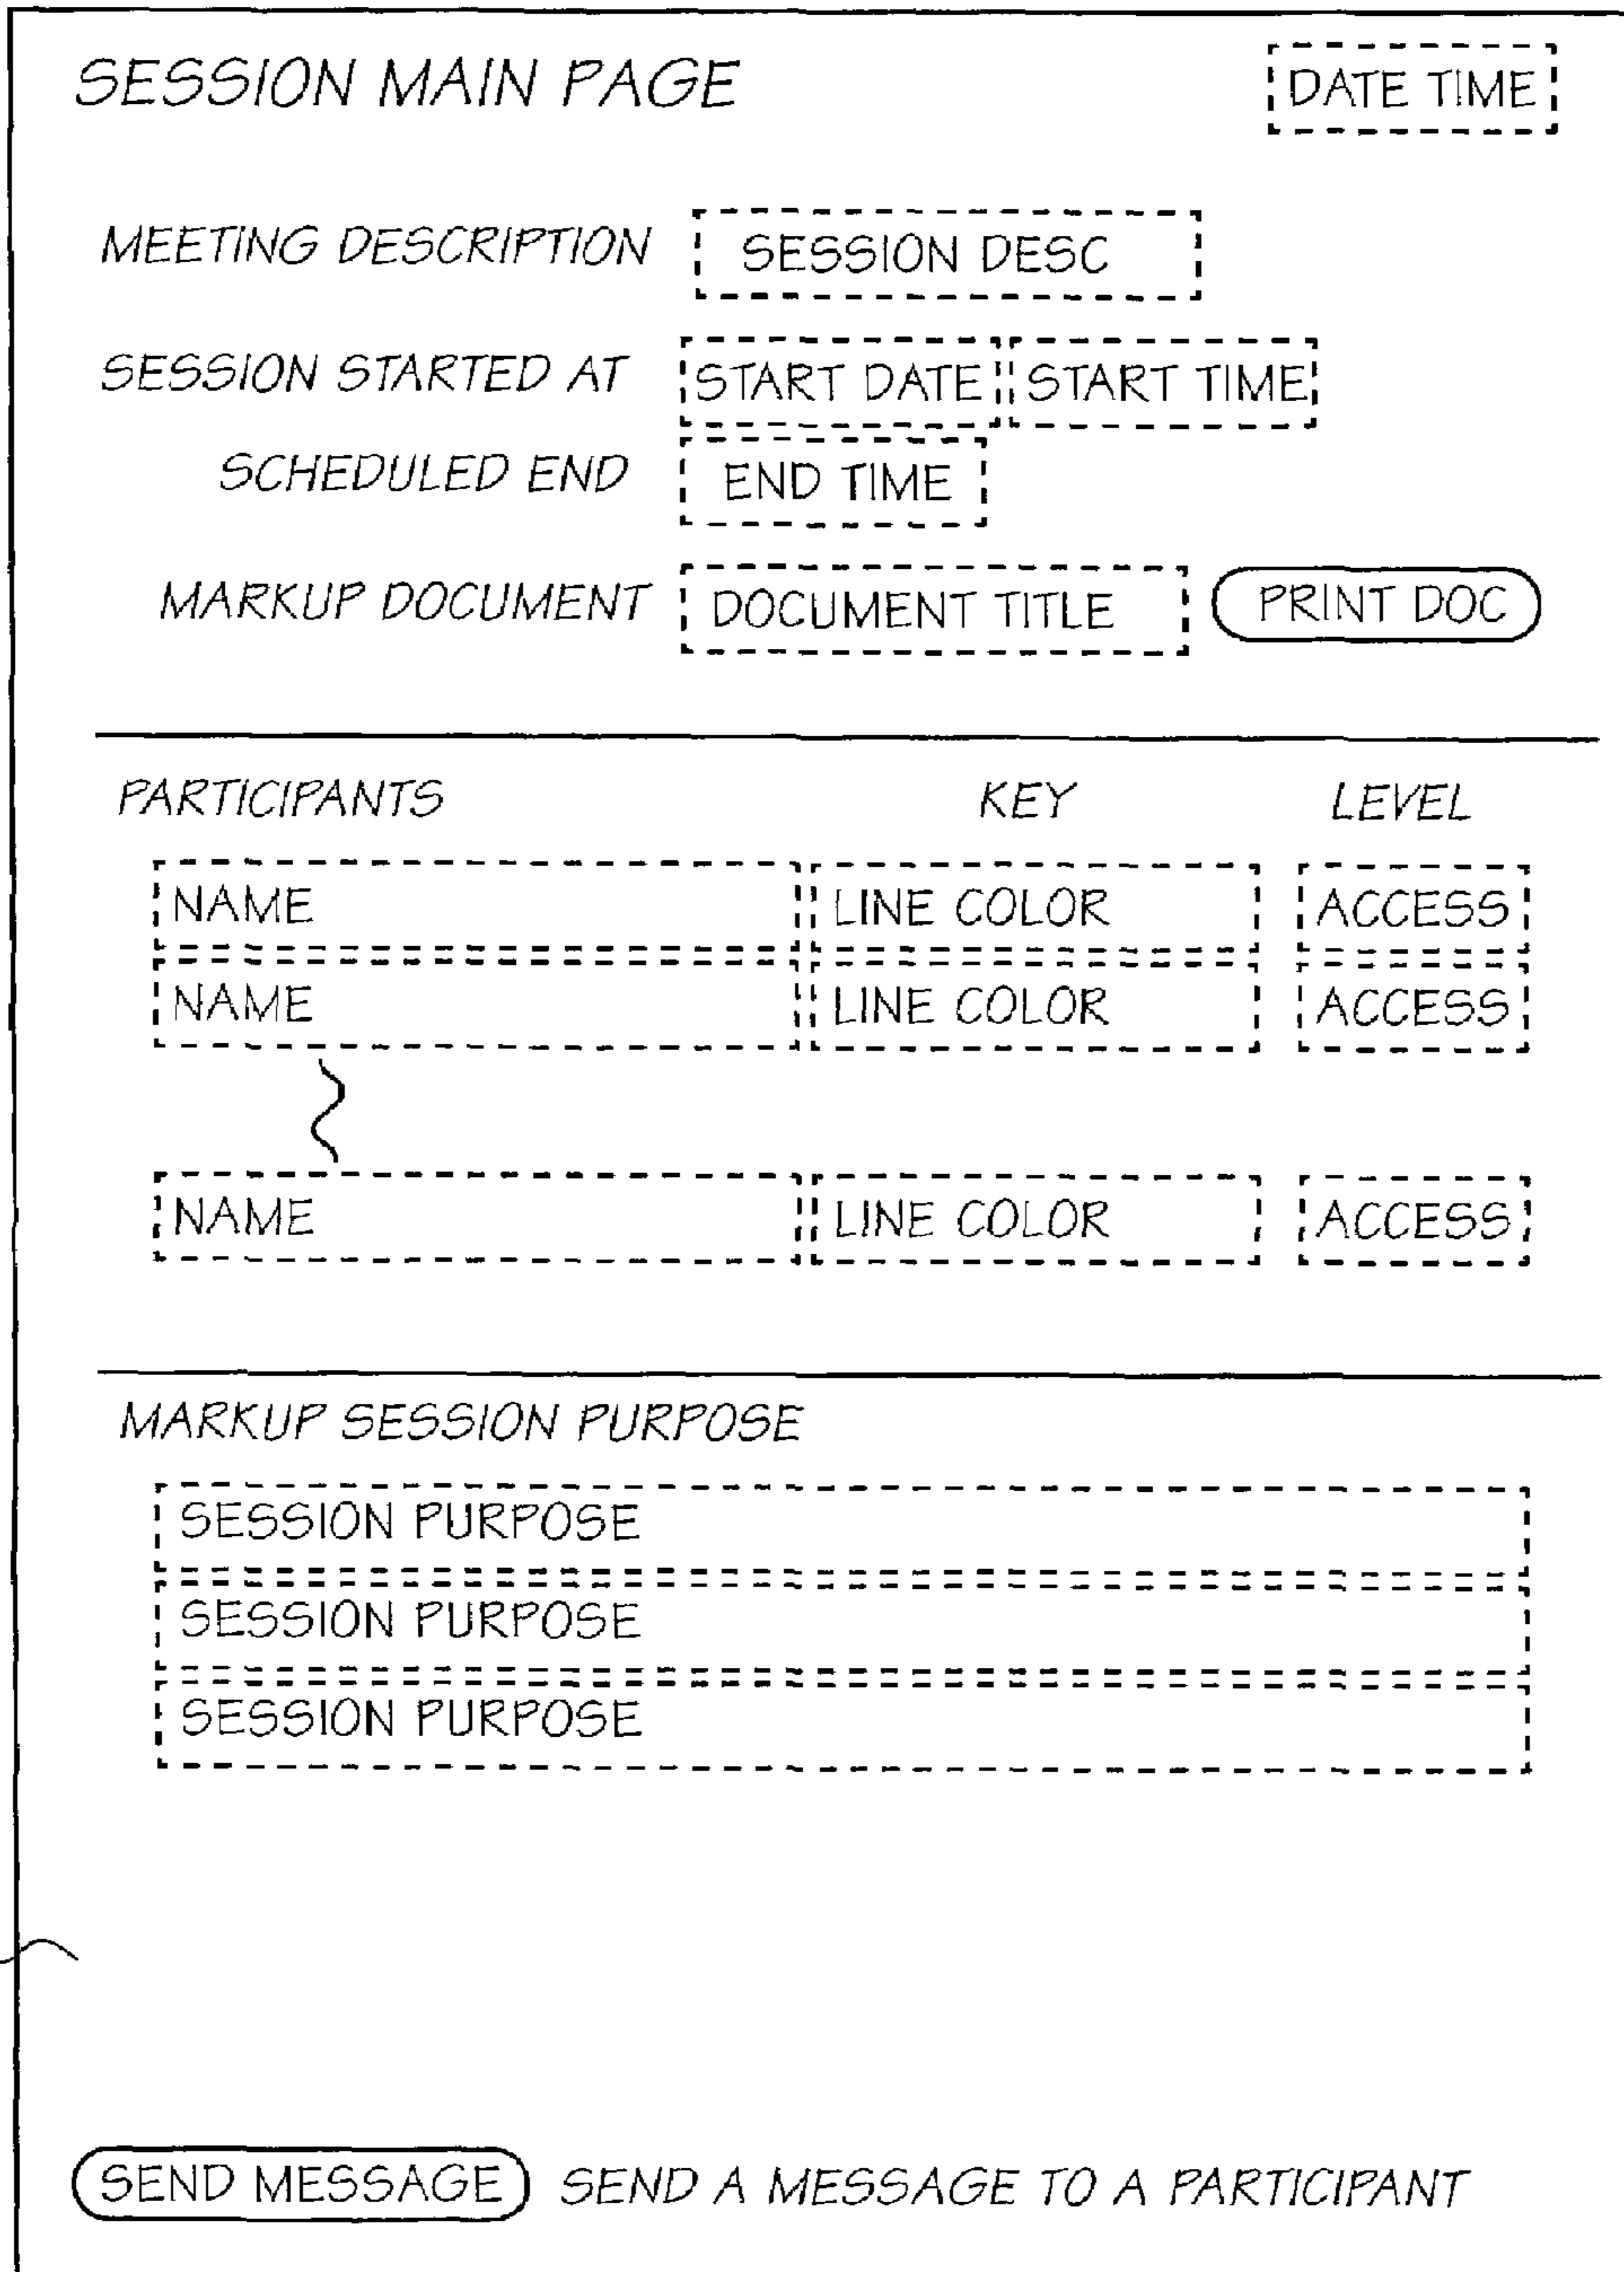 SESSION MAIN PAGE DATE TIME
MEETING DESCRIPTION SESSION DESC
SESSION STARTED AT START DATE START TIME
SCHEDULED END END TIME
MARKUP DOCUMENT DOCUMENT TITLE PRINT DOC
PARTICIPANTS KEY LEVEL
NAME LINE COLOR ACCESS
NAME LINE COLOR ACCESS
NAME LINE COLOR ACCESS
MARKUP SESSION PURPOSE
SESSION PURPOSE
SESSION PURPOSE
SESSION PURPOSE
SEND MESSAGE SEND A MESSAGE TO A PARTICIPANT